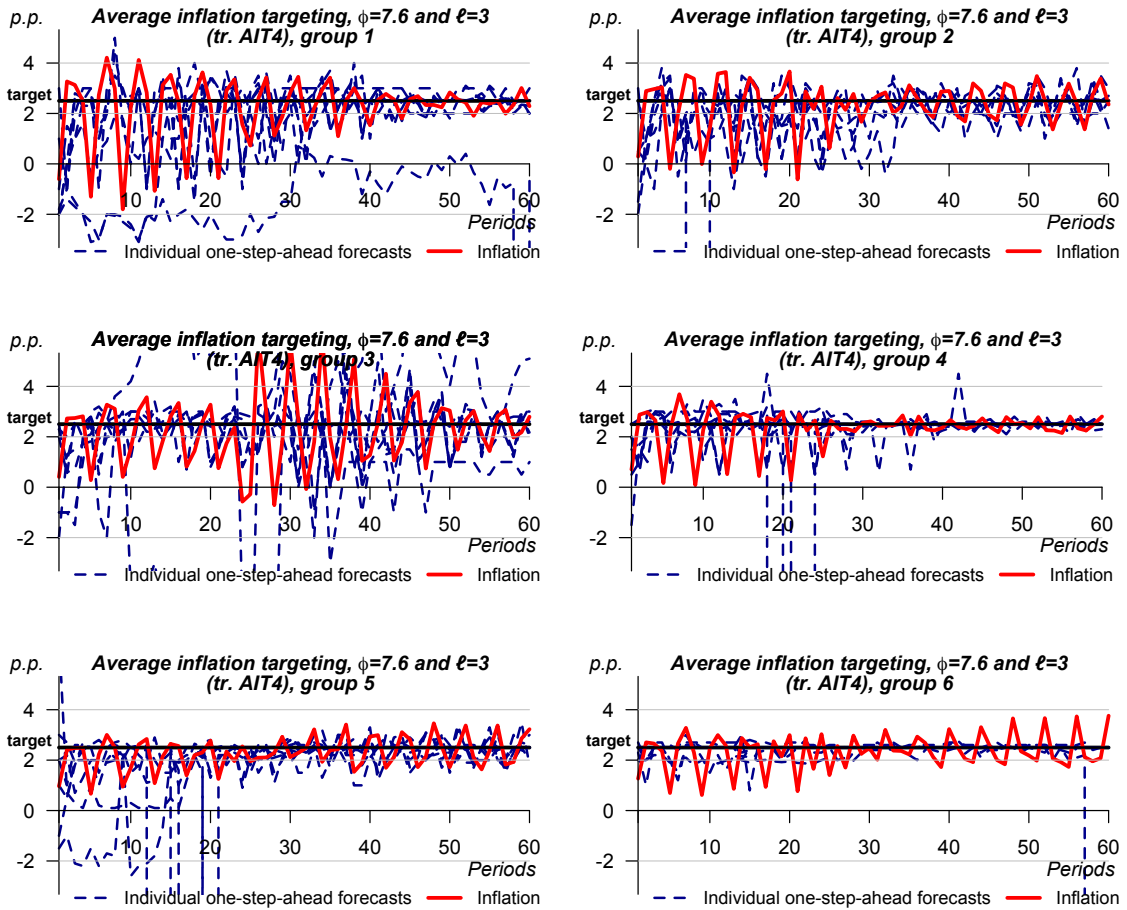 p.p.
Average inflation targeting, ϕ=7.6 and ℓ=3
(tr. AIT4), group 1
4
target
2
0
-2
10
20
30
40
50
60
Periods
Individual one-step-ahead forecasts
Inflation
p.p.
Average inflation targeting, ϕ=7.6 and ℓ=3
(tr. AIT4), group 2
4
target
2
0
-2
10
20
30
40
50
60
Periods
Individual one-step-ahead forecasts
Inflation
p.p.
Average inflation targeting, ϕ=7.6 and ℓ=3
(tr. AIT4), group 3
4
target
2
0
-2
10
20
30
40
50
60
Periods
Individual one-step-ahead forecasts
Inflation
p.p.
Average inflation targeting, ϕ=7.6 and ℓ=3
(tr. AIT4), group 4
4
target
2
0
-2
10
20
30
40
50
60
Periods
Individual one-step-ahead forecasts
Inflation
p.p.
Average inflation targeting, ϕ=7.6 and ℓ=3
(tr. AIT4), group 5
4
target
2
0
-2
10
20
30
40
50
60
Periods
Individual one-step-ahead forecasts
Inflation
p.p.
Average inflation targeting, ϕ=7.6 and ℓ=3
(tr. AIT4), group 6
4
target
2
0
-2
10
20
30
40
50
60
Periods
Individual one-step-ahead forecasts
Inflation